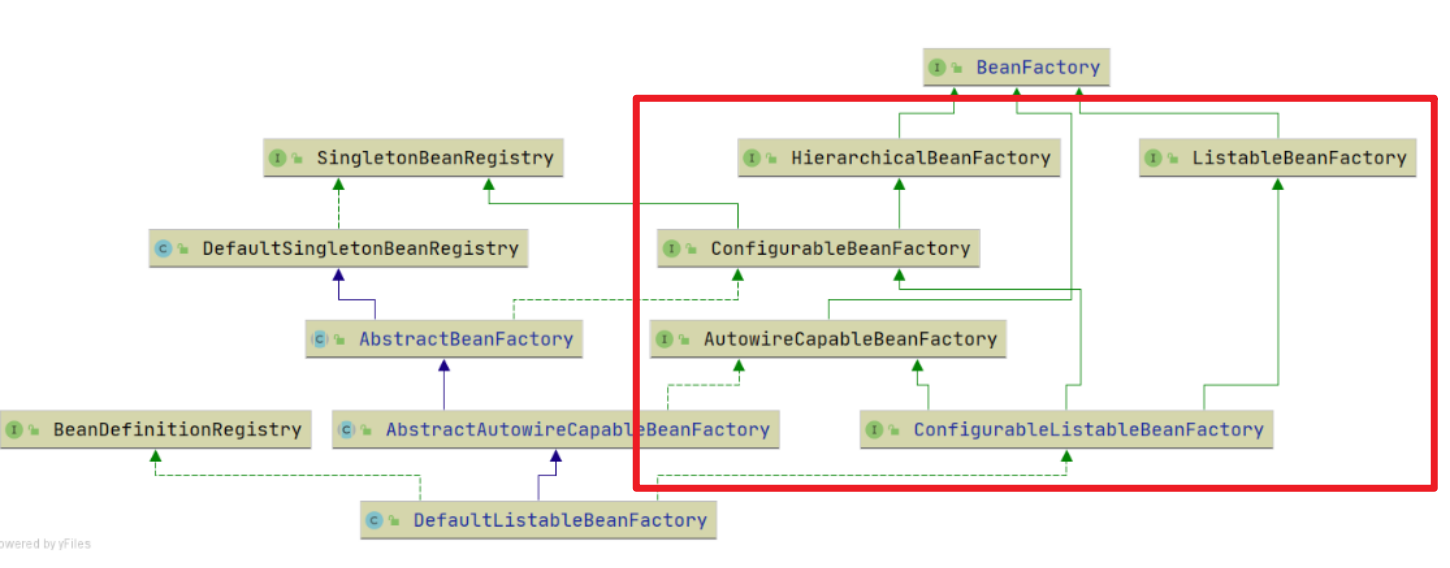 I BeanFactory
I SingletonBeanRegistry
I HierarchicalBeanFactory
I ListableBeanFactory
C DefaultSingletonBeanRegistry
I ConfigurableBeanFactory
C AbstractBeanFactory
I AutowireCapableBeanFactory
I BeanDefinitionRegistry
C AbstractAutowireCapableBeanFactory
I ConfigurableListableBeanFactory
C DefaultListableBeanFactory
owered by yFiles